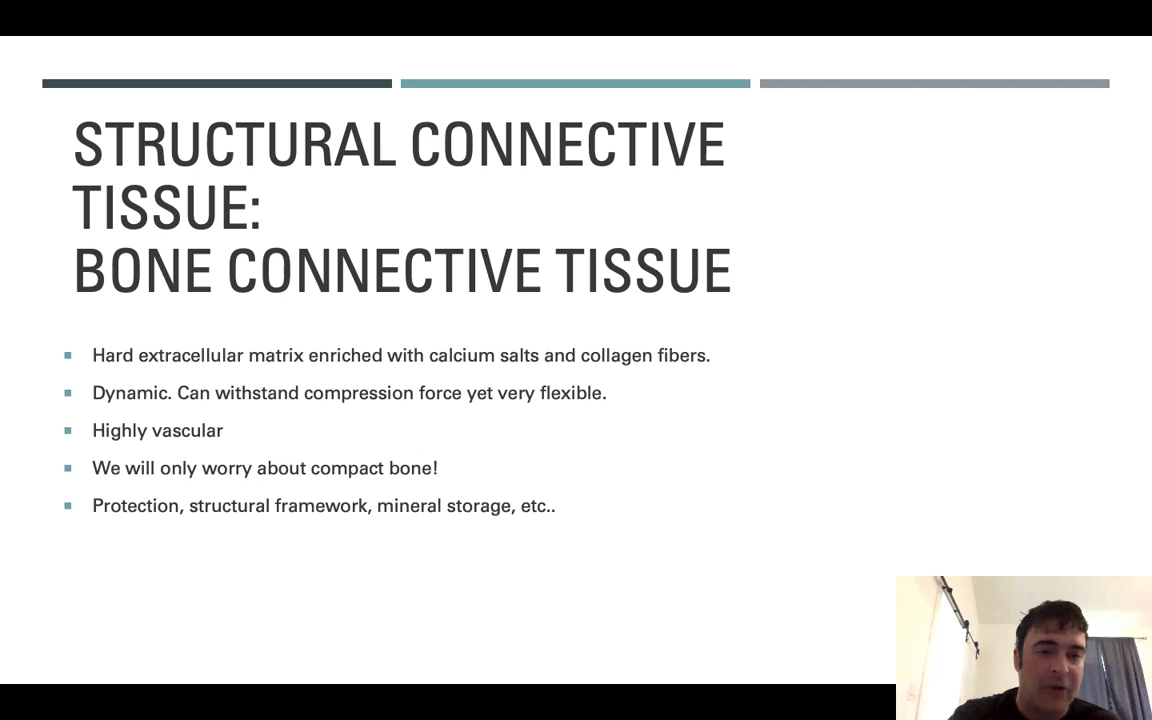 STRUCTURAL CONNECTIVE
TISSUE:
BONE CONNECTIVE TISSUE
Hard extracellular matrix enriched with calcium salts and collagen fibers.
Dynamic. Can withstand compression force yet very flexible.
Highly vascular
We will only worry about compact bone!
Protection, structural framework, mineral storage, etc..